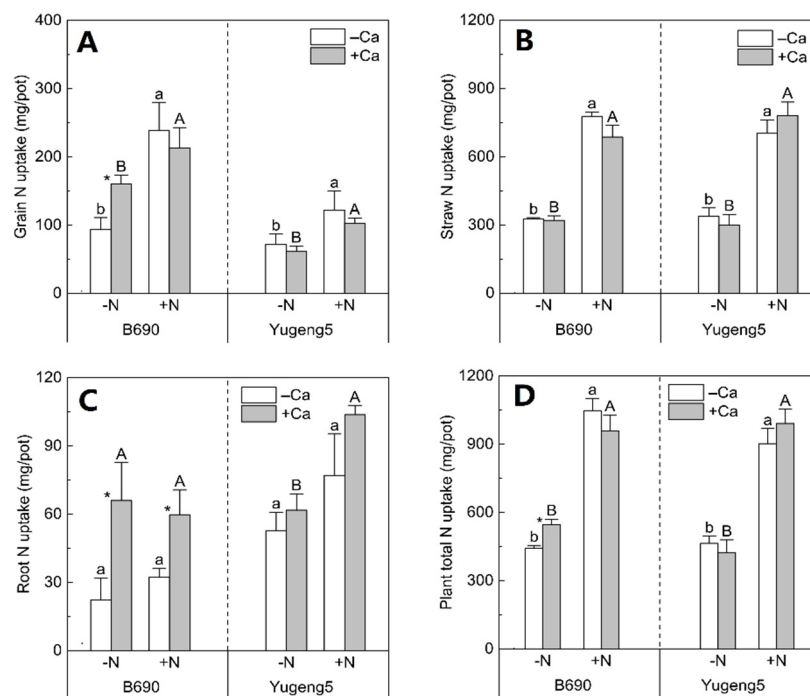 A
–Ca
+Ca
Grain N uptake (mg/pot)
400
300
200
100
0
b
* B
a
A
b
B
a
A
-N
+N
-N
+N
B690
Yugeng5
B
–Ca
+Ca
Straw N uptake (mg/pot)
1200
900
600
300
0
b
B
a
A
b
B
a
A
-N
+N
-N
+N
B690
Yugeng5
C
–Ca
+Ca
Root N uptake (mg/pot)
120
90
60
30
0
a
* A
a
* A
a
B
a
A
-N
+N
-N
+N
B690
Yugeng5
D
–Ca
+Ca
Plant total N uptake (mg/pot)
1200
900
600
300
0
b
* B
a
A
b
B
a
A
-N
+N
-N
+N
B690
Yugeng5